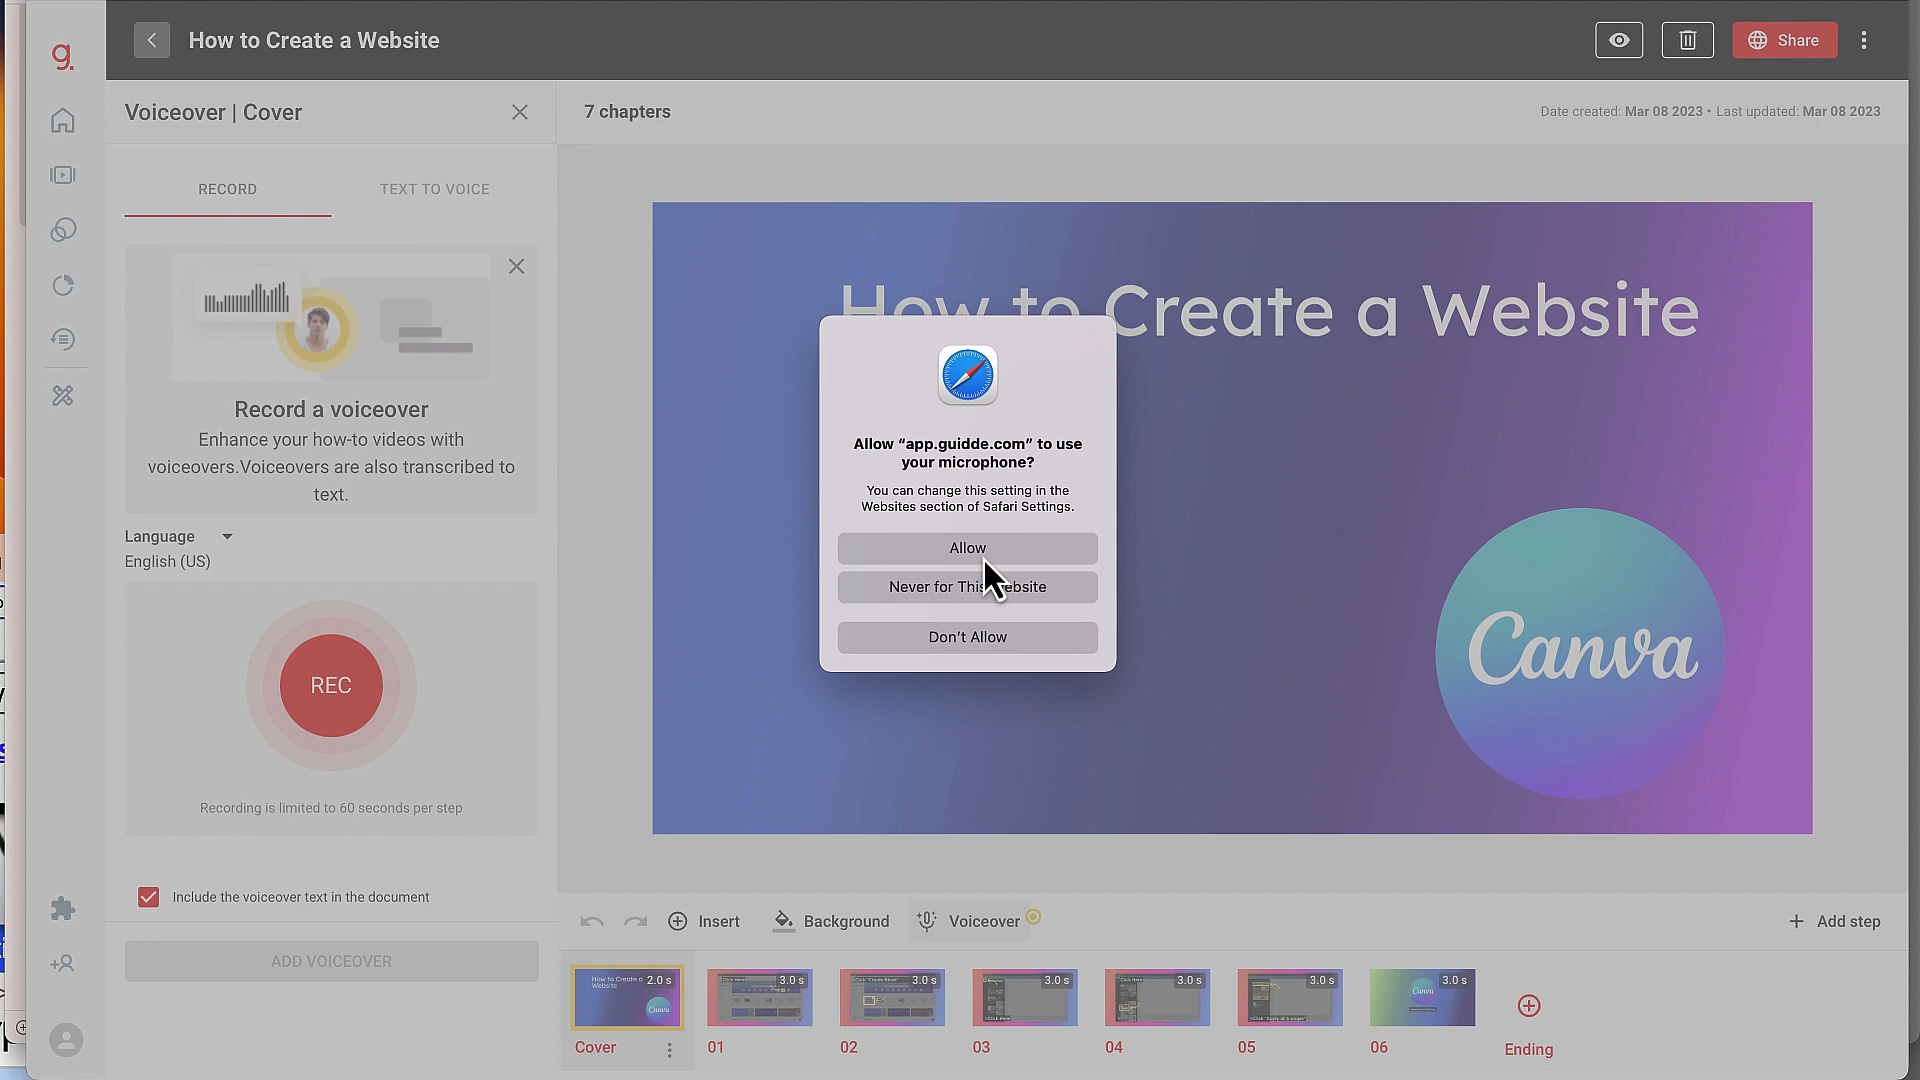 g.
How to Create a Website
Share
Voiceover | Cover
7 chapters
Date created: Mar 08 2023 • Last updated: Mar 08 2023
RECORD
TEXT TO VOICE
Record a voiceover
Enhance your how-to videos with
voiceovers.Voiceovers are also transcribed to
text.
Language
English (US)
REC
Recording is limited to 60 seconds per step
Include the voiceover text in the document
ADD VOICEOVER
How to Create a Website
Canva
Allow “app.guidde.com” to use
your microphone?
You can change this setting in the
Websites section of Safari Settings.
Allow
Never for This Website
Don't Allow
Insert
Background
Voiceover
Add step
How to Create a
Website
2.0 s
Canva
3.0 s
3.0 s
3.0 s
3.0 s
3.0 s
Canva
3.0 s
Cover
01
02
03
04
05
06
Ending